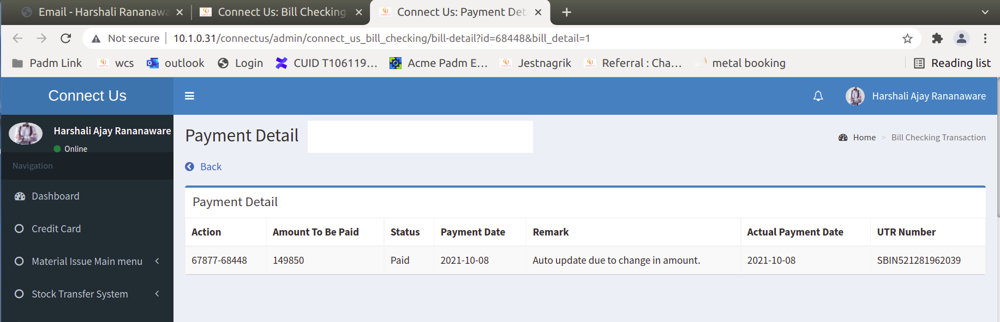 Email - Harshali Rananawa
Connect Us: Bill Checking
Connect Us: Payment Det
Not secure 10.1.0.31/connectus/admin/connect_us_bill_checking/bill-detail?id=68448&bill_detail=1
Padm Link wcs outlook Login CUID T106119... Acme Padm E... Jestnagrik Referral : Cha... metal booking Reading list
Connect Us
Harshali Ajay Rananaware
Harshali Ajay Rananaware
Online
Navigation
Dashboard
Credit Card
Material Issue Main menu
Stock Transfer System
Payment Detail
Home > Bill Checking Transaction
Back
Payment Detail
Action Amount To Be Paid Status Payment Date Remark Actual Payment Date UTR Number
67877-68448 149850 Paid 2021-10-08 Auto update due to change in amount. 2021-10-08 SBIN521281962039